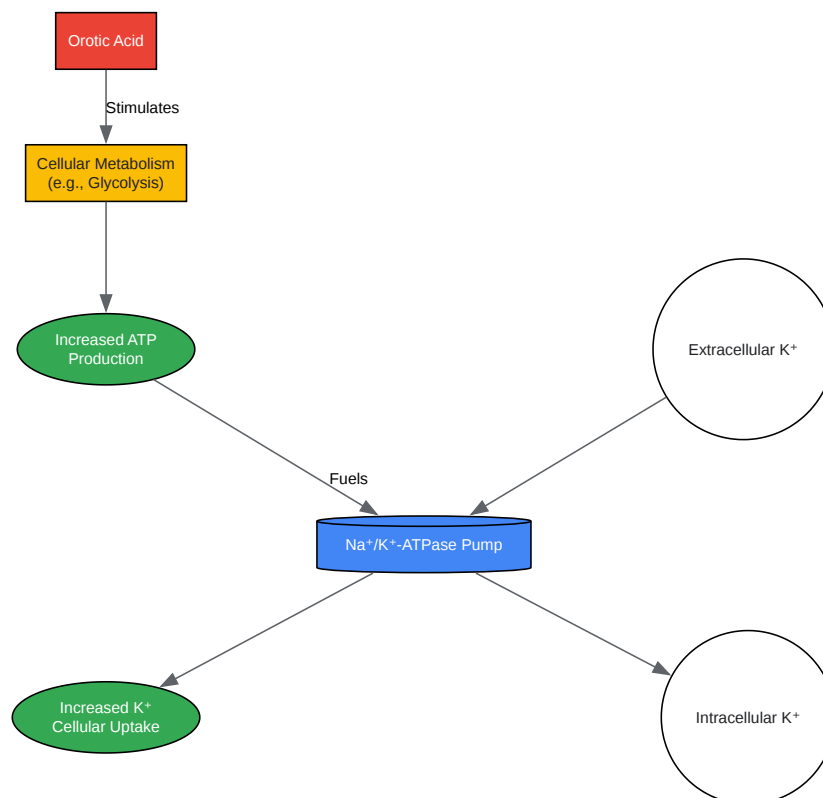 Orotic Acid
Stimulates
Cellular Metabolism
(e.g., Glycolysis)
Increased ATP
Production
Extracellular K⁺
Fuels
Na⁺/K⁺-ATPase Pump
Increased K⁺
Cellular Uptake
Intracellular K⁺